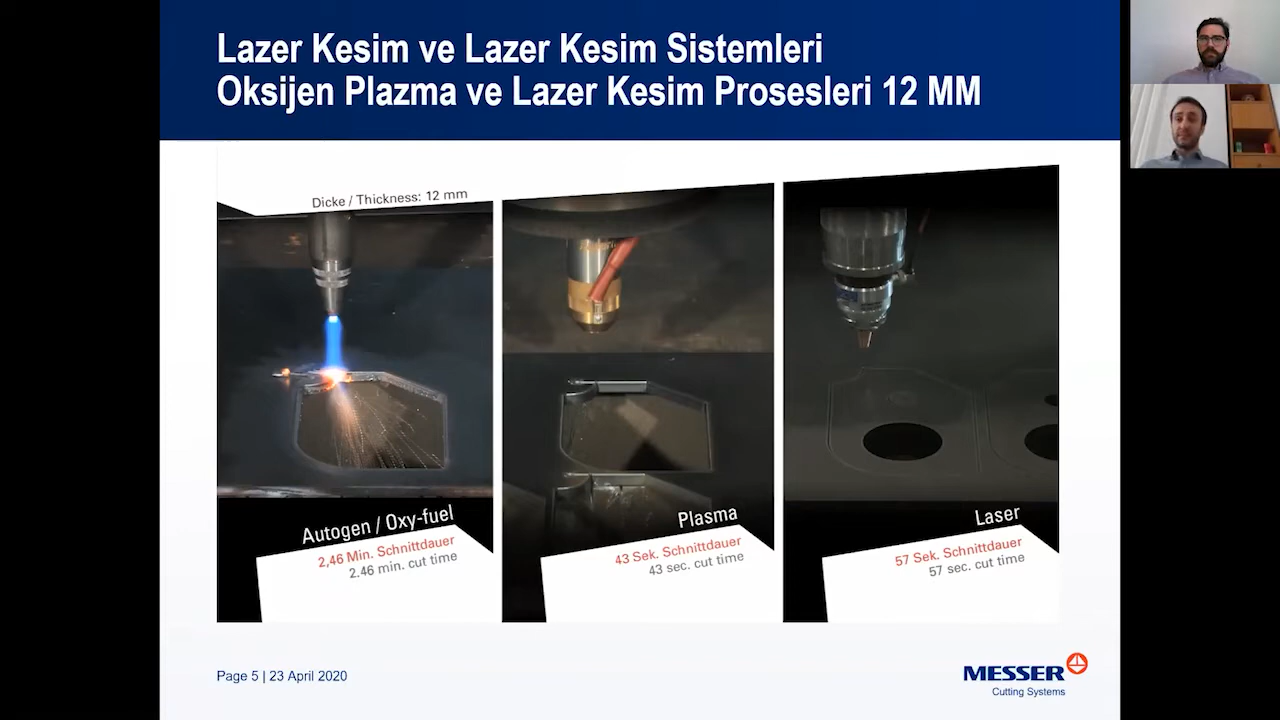 Lazer Kesim ve Lazer Kesim Sistemleri
Oksijen Plazma ve Lazer Kesim Prosesleri 12 MM
Dicke / Thickness: 12 mm
Autogen / Oxy-fuel
2,46 Min. Schnittdauer
2.46 min. cut time
Plasma
43 Sek. Schnittdauer
43 sec. cut time
Laser
57 Sek. Schnittdauer
57 sec. cut time
Page 5 | 23 April 2020
MESSER
Cutting Systems